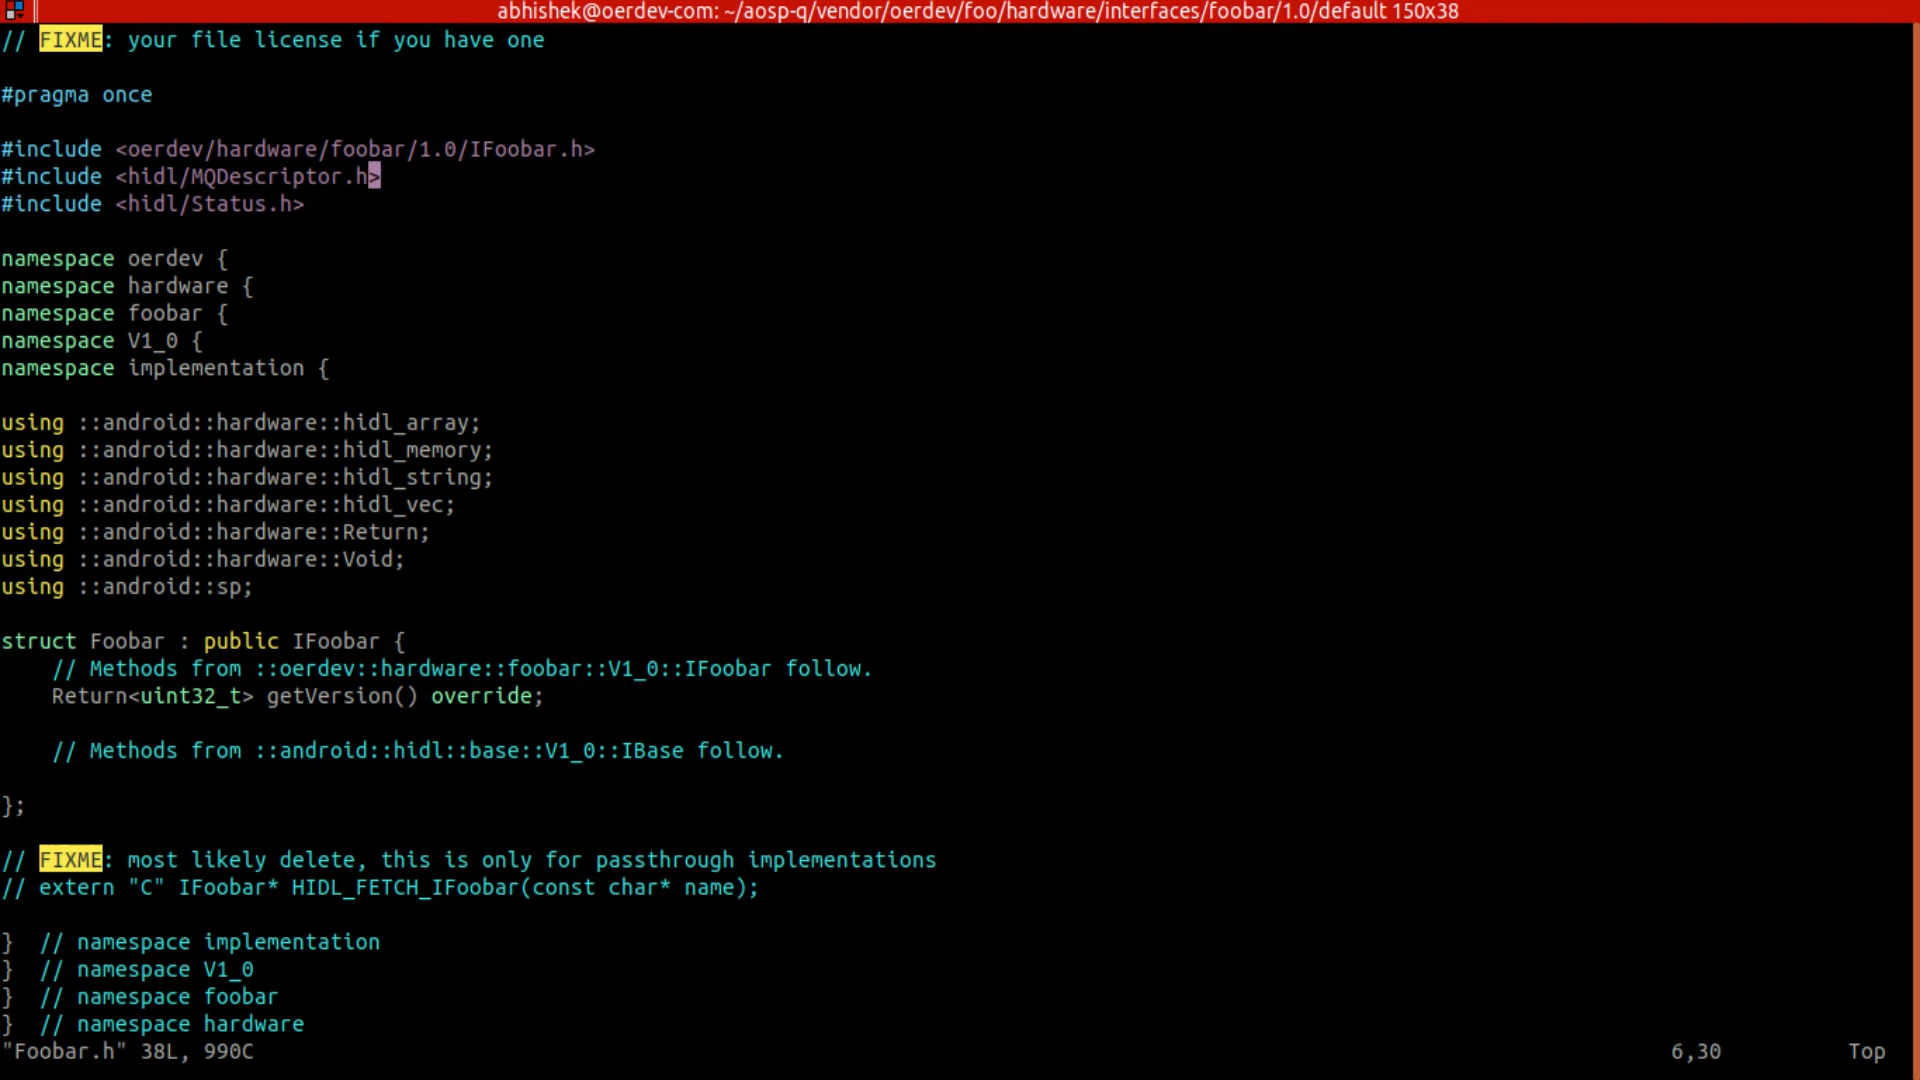 abhishek@oerdev-com: ~/aosp-q/vendor/oerdev/foo/hardware/interfaces/foobar/1.0/default 150x38
// FIXME: your file license if you have one
#pragma once
#include <oerdev/hardware/foobar/1.0/IFoobar.h>
#include <hidl/MQDescriptor.h>
#include <hidl/Status.h>
namespace oerdev {
namespace hardware {
namespace foobar {
namespace V1_0 {
namespace implementation {
using ::android::hardware::hidl_array;
using ::android::hardware::hidl_memory;
using ::android::hardware::hidl_string;
using ::android::hardware::hidl_vec;
using ::android::hardware::Return;
using ::android::hardware::Void;
using ::android::sp;
struct Foobar : public IFoobar {
    // Methods from ::oerdev::hardware::foobar::V1_0::IFoobar follow.
    Return<uint32_t> getVersion() override;
    // Methods from ::android::hidl::base::V1_0::IBase follow.
};
// FIXME: most likely delete, this is only for passthrough implementations
// extern "C" IFoobar* HIDL_FETCH_IFoobar(const char* name);
}  // namespace implementation
}  // namespace V1_0
}  // namespace foobar
}  // namespace hardware
"Foobar.h" 38L, 990C 6,30 Top